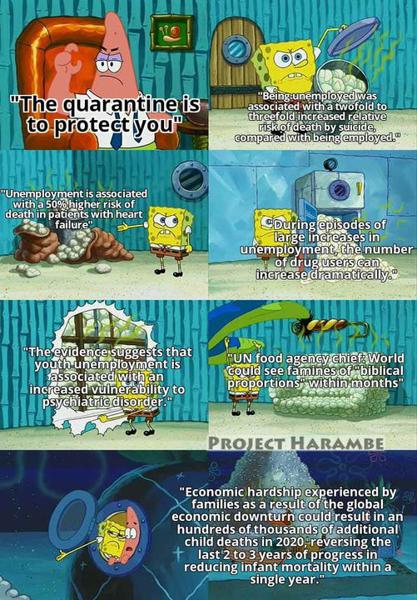 "The quarantine is
to protect you"
"Being unemployed was
associated with a twofold to
threefold increased relative
risk of death by suicide,
compared with being employed."
"Unemployment is associated
with a 50% higher risk of
death in patients with heart
failure"
"During episodes of
large increases in
unemployment, the number
of drug users can
increase dramatically."
"The evidence suggests that
youth unemployment is
associated with an
increased vulnerability to
psychiatric disorder."
"UN food agency chief: World
could see famines of "biblical
proportions" within months"
PROJECT HARAMBE
"Economic hardship experienced by
families as a result of the global
economic downturn could result in an
hundreds of thousands of additional
child deaths in 2020, reversing the
last 2 to 3 years of progress in
reducing infant mortality within a
single year."